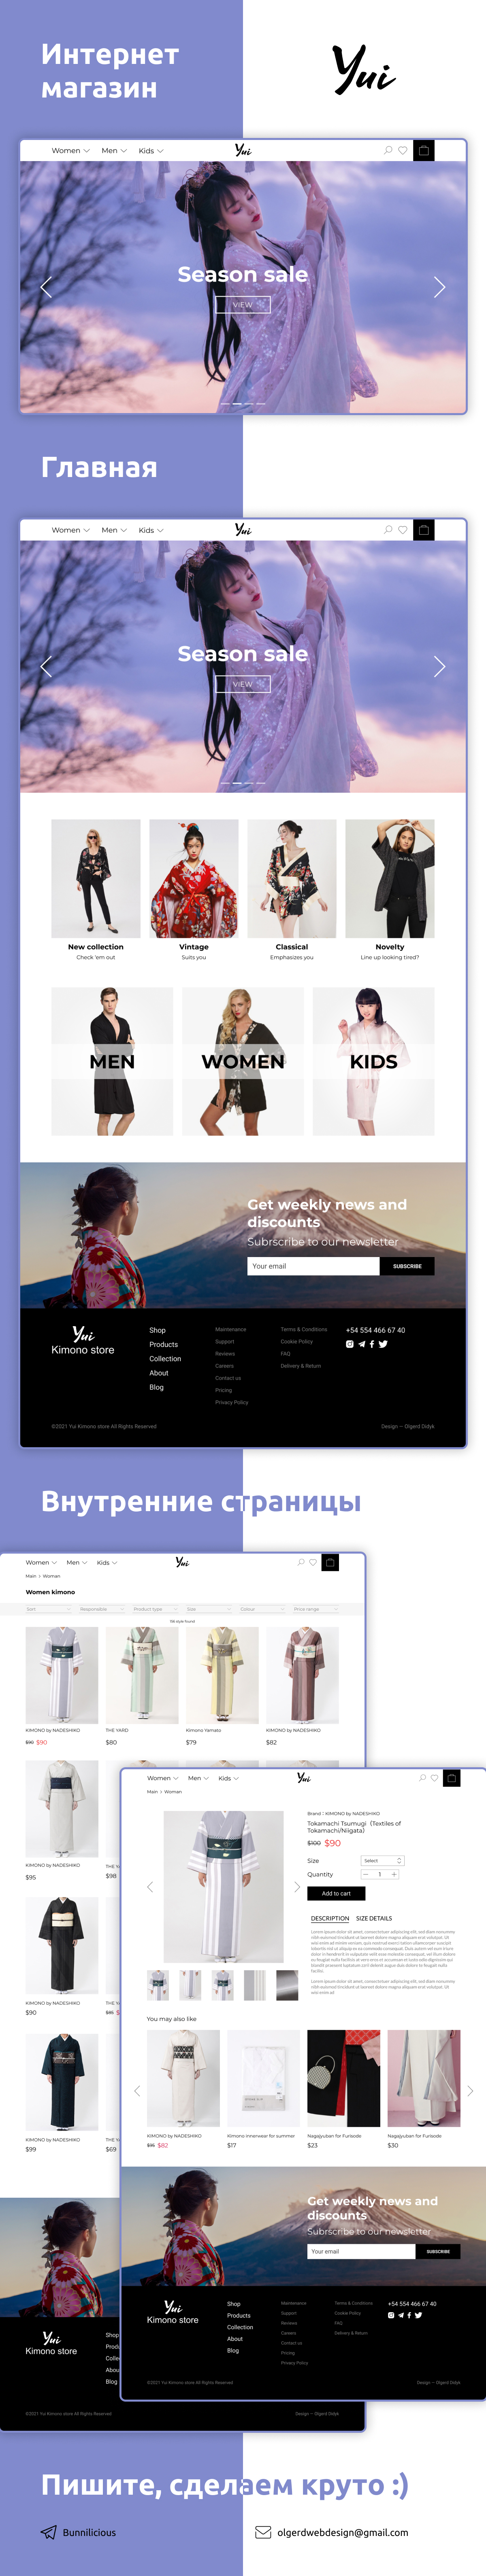 Интернет
магазин
Yui
Women Men Kids Yui
Season sale
VIEW
Главная
Women Men Kids Yui
Season sale
VIEW
New collection Vintage Classical Novelty
Check 'em out Suits you Emphasizes you Line up looking tired?
MEN WOMEN KIDS
Get weekly news and
discounts
Subrscribe to our newsletter
Your email SUBSCRIBE
Yui
Kimono store
Shop
Products
Collection
About
Blog
Maintenance
Support
Reviews
Careers
Contact us
Pricing
Privacy Policy
Terms & Conditions
Cookie Policy
FAQ
Delivery & Return
+54 554 466 67 40
©2021 Yui Kimono store All Rights Reserved Design — Olgerd Didyk
Внутренние страницы
Women Men Kids Yui
Main > Woman
Women kimono
Sort Responsible Product type Size Colour Price range
style found
KIMONO by NADESHIKO THE YARD Kimono Yamato KIMONO by NADESHIKO
$90 $80 $79 $82
KIMONO by NADESHIKO THE
$95 $98
KIMONO by NADESHIKO THE
$90
KIMONO by NADESHIKO THE
$99 $69
Yui
Kimono store
Shop
©2021 Yui Kimono store All Rights Reserved Design — Olgerd Didyk
Women Men Kids Yui
Main > Woman
Brand : KIMONO by NADESHIKO
Tokamachi Tsumugi (Textiles of
Tokamachi/Niigata)
$100 $90
Size Select
Quantity 1
Add to cart
DESCRIPTION SIZE DETAILS
You may also like
KIMONO by NADESHIKO Kimono innerwear for summer Nagajyuban for Furisode Nagajyuban for Furisode
$82 $17 $23 $30
Get weekly news and
discounts
Subrscribe to our newsletter
Your email SUBSCRIBE
Yui
Kimono store
Shop
Products
Collection
About
Blog
Maintenance
Support
Reviews
Careers
Contact us
Pricing
Privacy Policy
Terms & Conditions
Cookie Policy
FAQ
Delivery & Return
+54 554 466 67 40
©2021 Yui Kimono store All Rights Reserved Design — Olgerd Didyk
Пишите, сделаем круто :)
Bunnilicious olgerdwebdesign@gmail.com